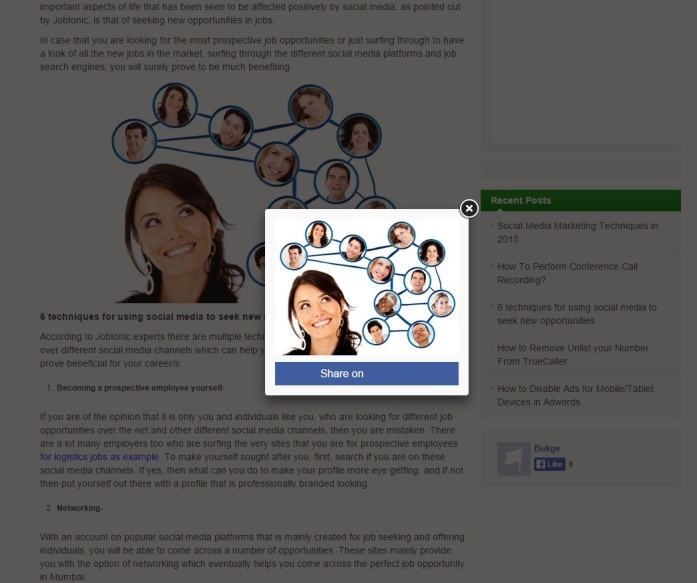 important aspects of life that has been seen to be affected positively by social media, as pointed out
by Jobtonic, is that of seeking new opportunities in jobs.
In case that you are looking for the most prospective job opportunities or just surfing through to have
a look of all the new jobs in the market, surfing through the different social media platforms and job
search engines, you will surely prove to be much benefiting.
6 techniques for using social media to seek new
According to Jobtonic experts there are multiple
over different social media channels which can help
prove beneficial for your career/s.
1. Becoming a prospective employee yourself-
If you are of the opinion that it is only you and individuals like you, who are looking for different job
opportunities over the net and other different social media channels, then you are mistaken. There
are a lot many employers too who are surfing the very sites that you are for prospective employees
for logistics jobs as example. To make yourself sought after you, first, search if you are on these
social media channels. If yes, then what can you do to make your profile more eye getting, and if not
then put yourself out there with a profile that is professionally branded looking.
2. Networking-
With an account on popular social media platforms that is mainly created for job seeking and offering
individuals, you will be able to come across a number of opportunities. These sites mainly provide
you with the option of networking which eventually helps you come across the perfect job opportunity
in Mumbai.
Share on
Recent Posts
Social Media Marketing Techniques in
2015
How To Perform Conference Call
Recording?
6 techniques for using social media to
seek new opportunities
How to Remove Unlist your Number
From TrueCaller
How to Disable Ads for Mobile/Tablet
Devices in Adwords
Bukge
Like 8